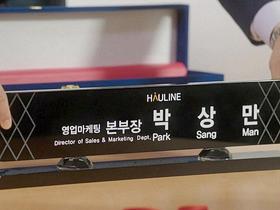 HAULINE
영업마케팅 본부장 박 상 만
Director of Sales & Marketing Dept. Park Sang Man